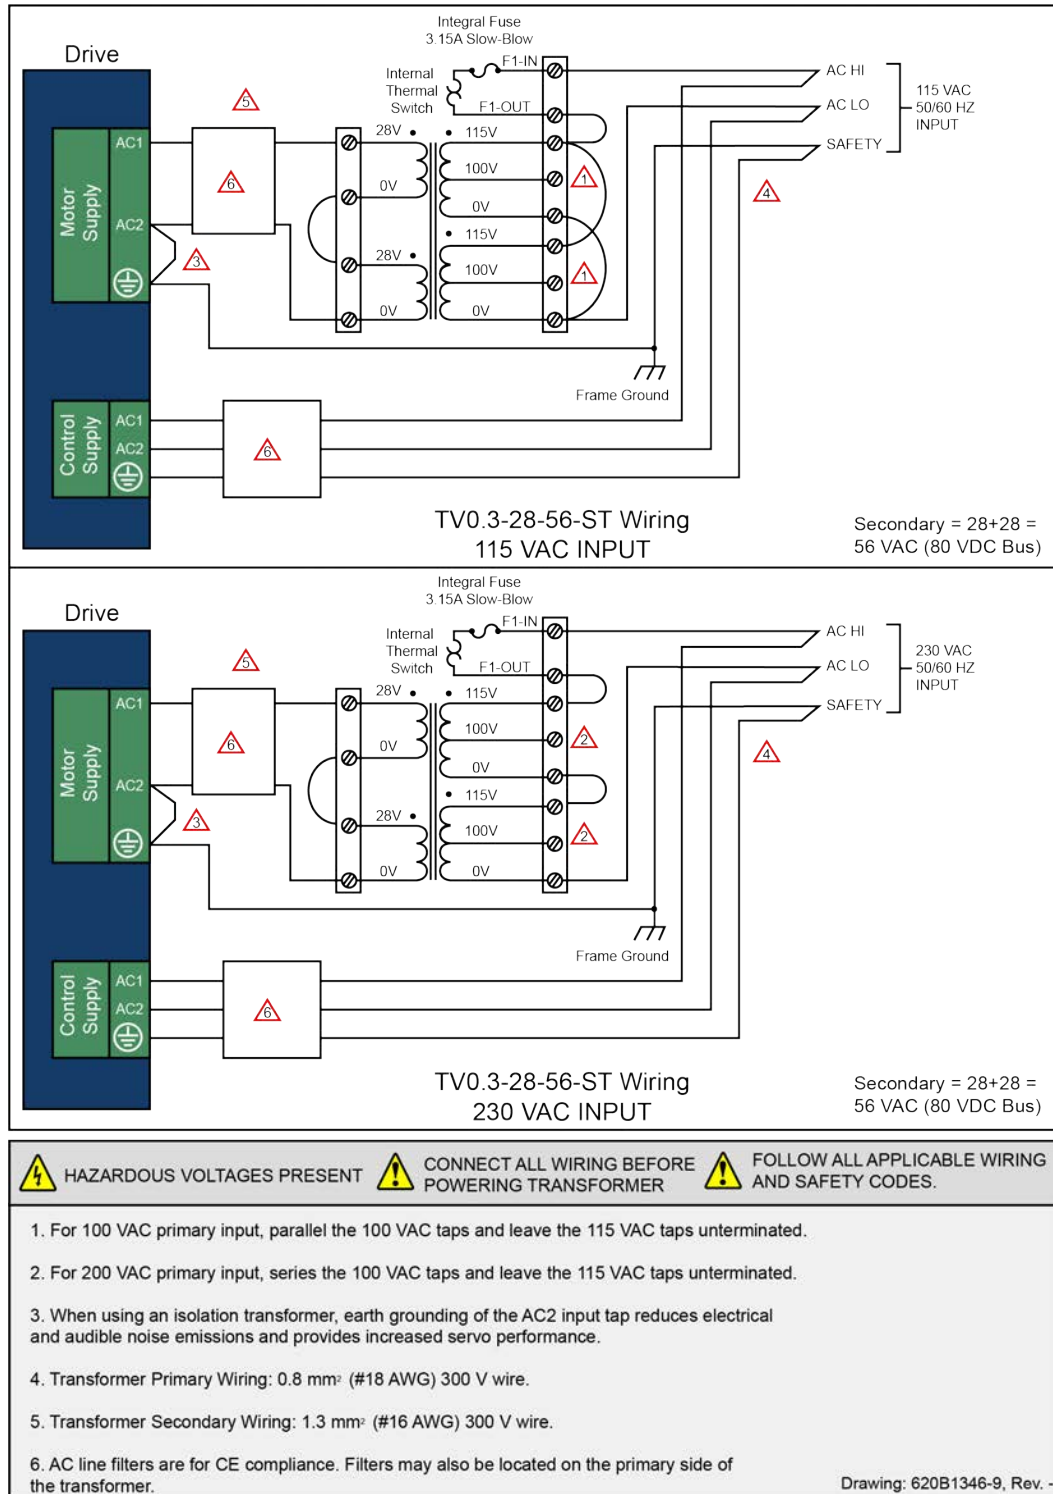 Integral Fuse
3.15A Slow-Blow
Drive
F1-IN
AC HI
Internal
Thermal
Switch
F1-OUT
115 VAC
50/60 HZ
INPUT
AC LO
5
28V
115V
AC1
SAFETY
6
100V
1
4
0V
0V
Motor
Supply
AC2
115V
3
28V
100V
1
0V
0V
Frame Ground
Control
Supply
AC1
AC2
6
TV0.3-28-56-ST Wiring
115 VAC INPUT
Secondary = 28+28 =
56 VAC (80 VDC Bus)
Integral Fuse
3.15A Slow-Blow
Drive
F1-IN
AC HI
Internal
Thermal
Switch
F1-OUT
230 VAC
50/60 HZ
INPUT
AC LO
5
28V
115V
AC1
SAFETY
6
100V
2
4
0V
0V
Motor
Supply
AC2
115V
3
28V
100V
2
0V
0V
Frame Ground
Control
Supply
AC1
AC2
6
TV0.3-28-56-ST Wiring
230 VAC INPUT
Secondary = 28+28 =
56 VAC (80 VDC Bus)
HAZARDOUS VOLTAGES PRESENT
CONNECT ALL WIRING BEFORE
POWERING TRANSFORMER
FOLLOW ALL APPLICABLE WIRING
AND SAFETY CODES.
1. For 100 VAC primary input, parallel the 100 VAC taps and leave the 115 VAC taps unterminated.
2. For 200 VAC primary input, series the 100 VAC taps and leave the 115 VAC taps unterminated.
3. When using an isolation transformer, earth grounding of the AC2 input tap reduces electrical
and audible noise emissions and provides increased servo performance.
4. Transformer Primary Wiring: 0.8 mm² (#18 AWG) 300 V wire.
5. Transformer Secondary Wiring: 1.3 mm² (#16 AWG) 300 V wire.
6. AC line filters are for CE compliance. Filters may also be located on the primary side of
the transformer.
Drawing: 620B1346-9, Rev. -